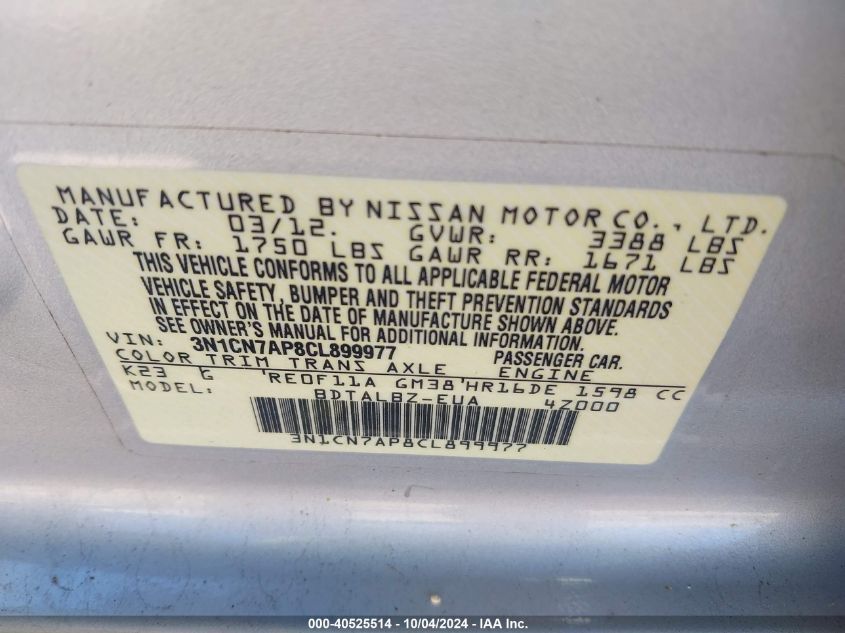 MANUFACTURED BY NISSAN MOTOR CO., LTD.
DATE: 03/12. GVWR: 3388 LBS
GAWR FR: 1750 LBS GAWR RR: 1671 LBS
THIS VEHICLE CONFORMS TO ALL APPLICABLE FEDERAL MOTOR
VEHICLE SAFETY, BUMPER AND THEFT PREVENTION STANDARDS
IN EFFECT ON THE DATE OF MANUFACTURE SHOWN ABOVE.
SEE OWNER'S MANUAL FOR ADDITIONAL INFORMATION.
VIN: 3N1CN7AP8CL899977 PASSENGER CAR.
COLOR TRIM TRANS AXLE ENGINE
K23 G RE0F11A GM38 HR16DE 1598 CC
MODEL: BDTALBZ-EUA 4Z000
3N1CN7AP8CL899977
000-40525514 - 10/04/2024 - IAA Inc.